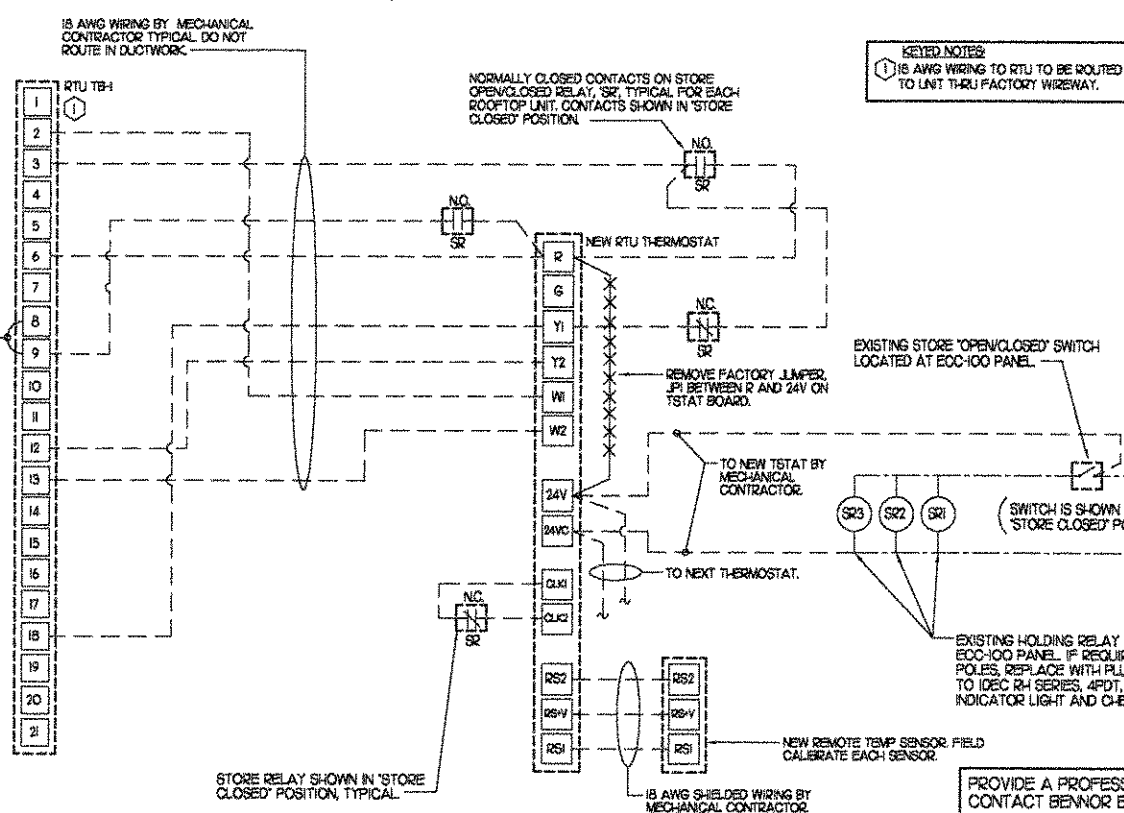 18 AWG WIRING BY MECHANICAL
CONTRACTOR TYPICAL. DO NOT
ROUTE IN DUCTWORK.
KEYED NOTES:
1 18 AWG WIRING TO RTU TO BE ROUTED
TO UNIT THRU FACTORY WIREWAY.
RTU TB-1
1
NORMALLY CLOSED CONTACTS ON STORE
OPEN/CLOSED RELAY, "SR", TYPICAL FOR EACH
ROOFTOP UNIT. CONTACTS SHOWN IN "STORE
CLOSED" POSITION.
1
2
3
4
5
6
7
8
9
10
11
12
13
14
15
16
17
18
19
20
21
N.O.
SR
N.O.
SR
NEW RTU THERMOSTAT
R
G
Y1
Y2
W1
W2
24V
24VC
CLK1
CLK2
RS2
RS+V
RS1
N.C.
SR
REMOVE FACTORY JUMPER,
JP1 BETWEEN R AND 24V ON
TSTAT BOARD.
EXISTING STORE "OPEN/CLOSED" SWITCH
LOCATED AT ECC-100 PANEL.
TO NEW TSTAT BY
MECHANICAL
CONTRACTOR.
SR3
SR2
SR1
SWITCH IS SHOWN
"STORE CLOSED"
TO NEXT THERMOSTAT.
N.C.
SR
EXISTING HOLDING RELAY
ECC-100 PANEL. IF
POLES, REPLACE WITH
TO IDEC RH SERIES, 4PDT,
INDICATOR LIGHT AND
RS2
RS+V
RS1
NEW REMOTE TEMP SENSOR. FIELD
CALIBRATE EACH SENSOR.
STORE RELAY SHOWN IN "STORE
CLOSED" POSITION, TYPICAL.
18 AWG SHIELDED WIRING BY
MECHANICAL CONTRACTOR.
PROVIDE A
CONTACT BENNOR